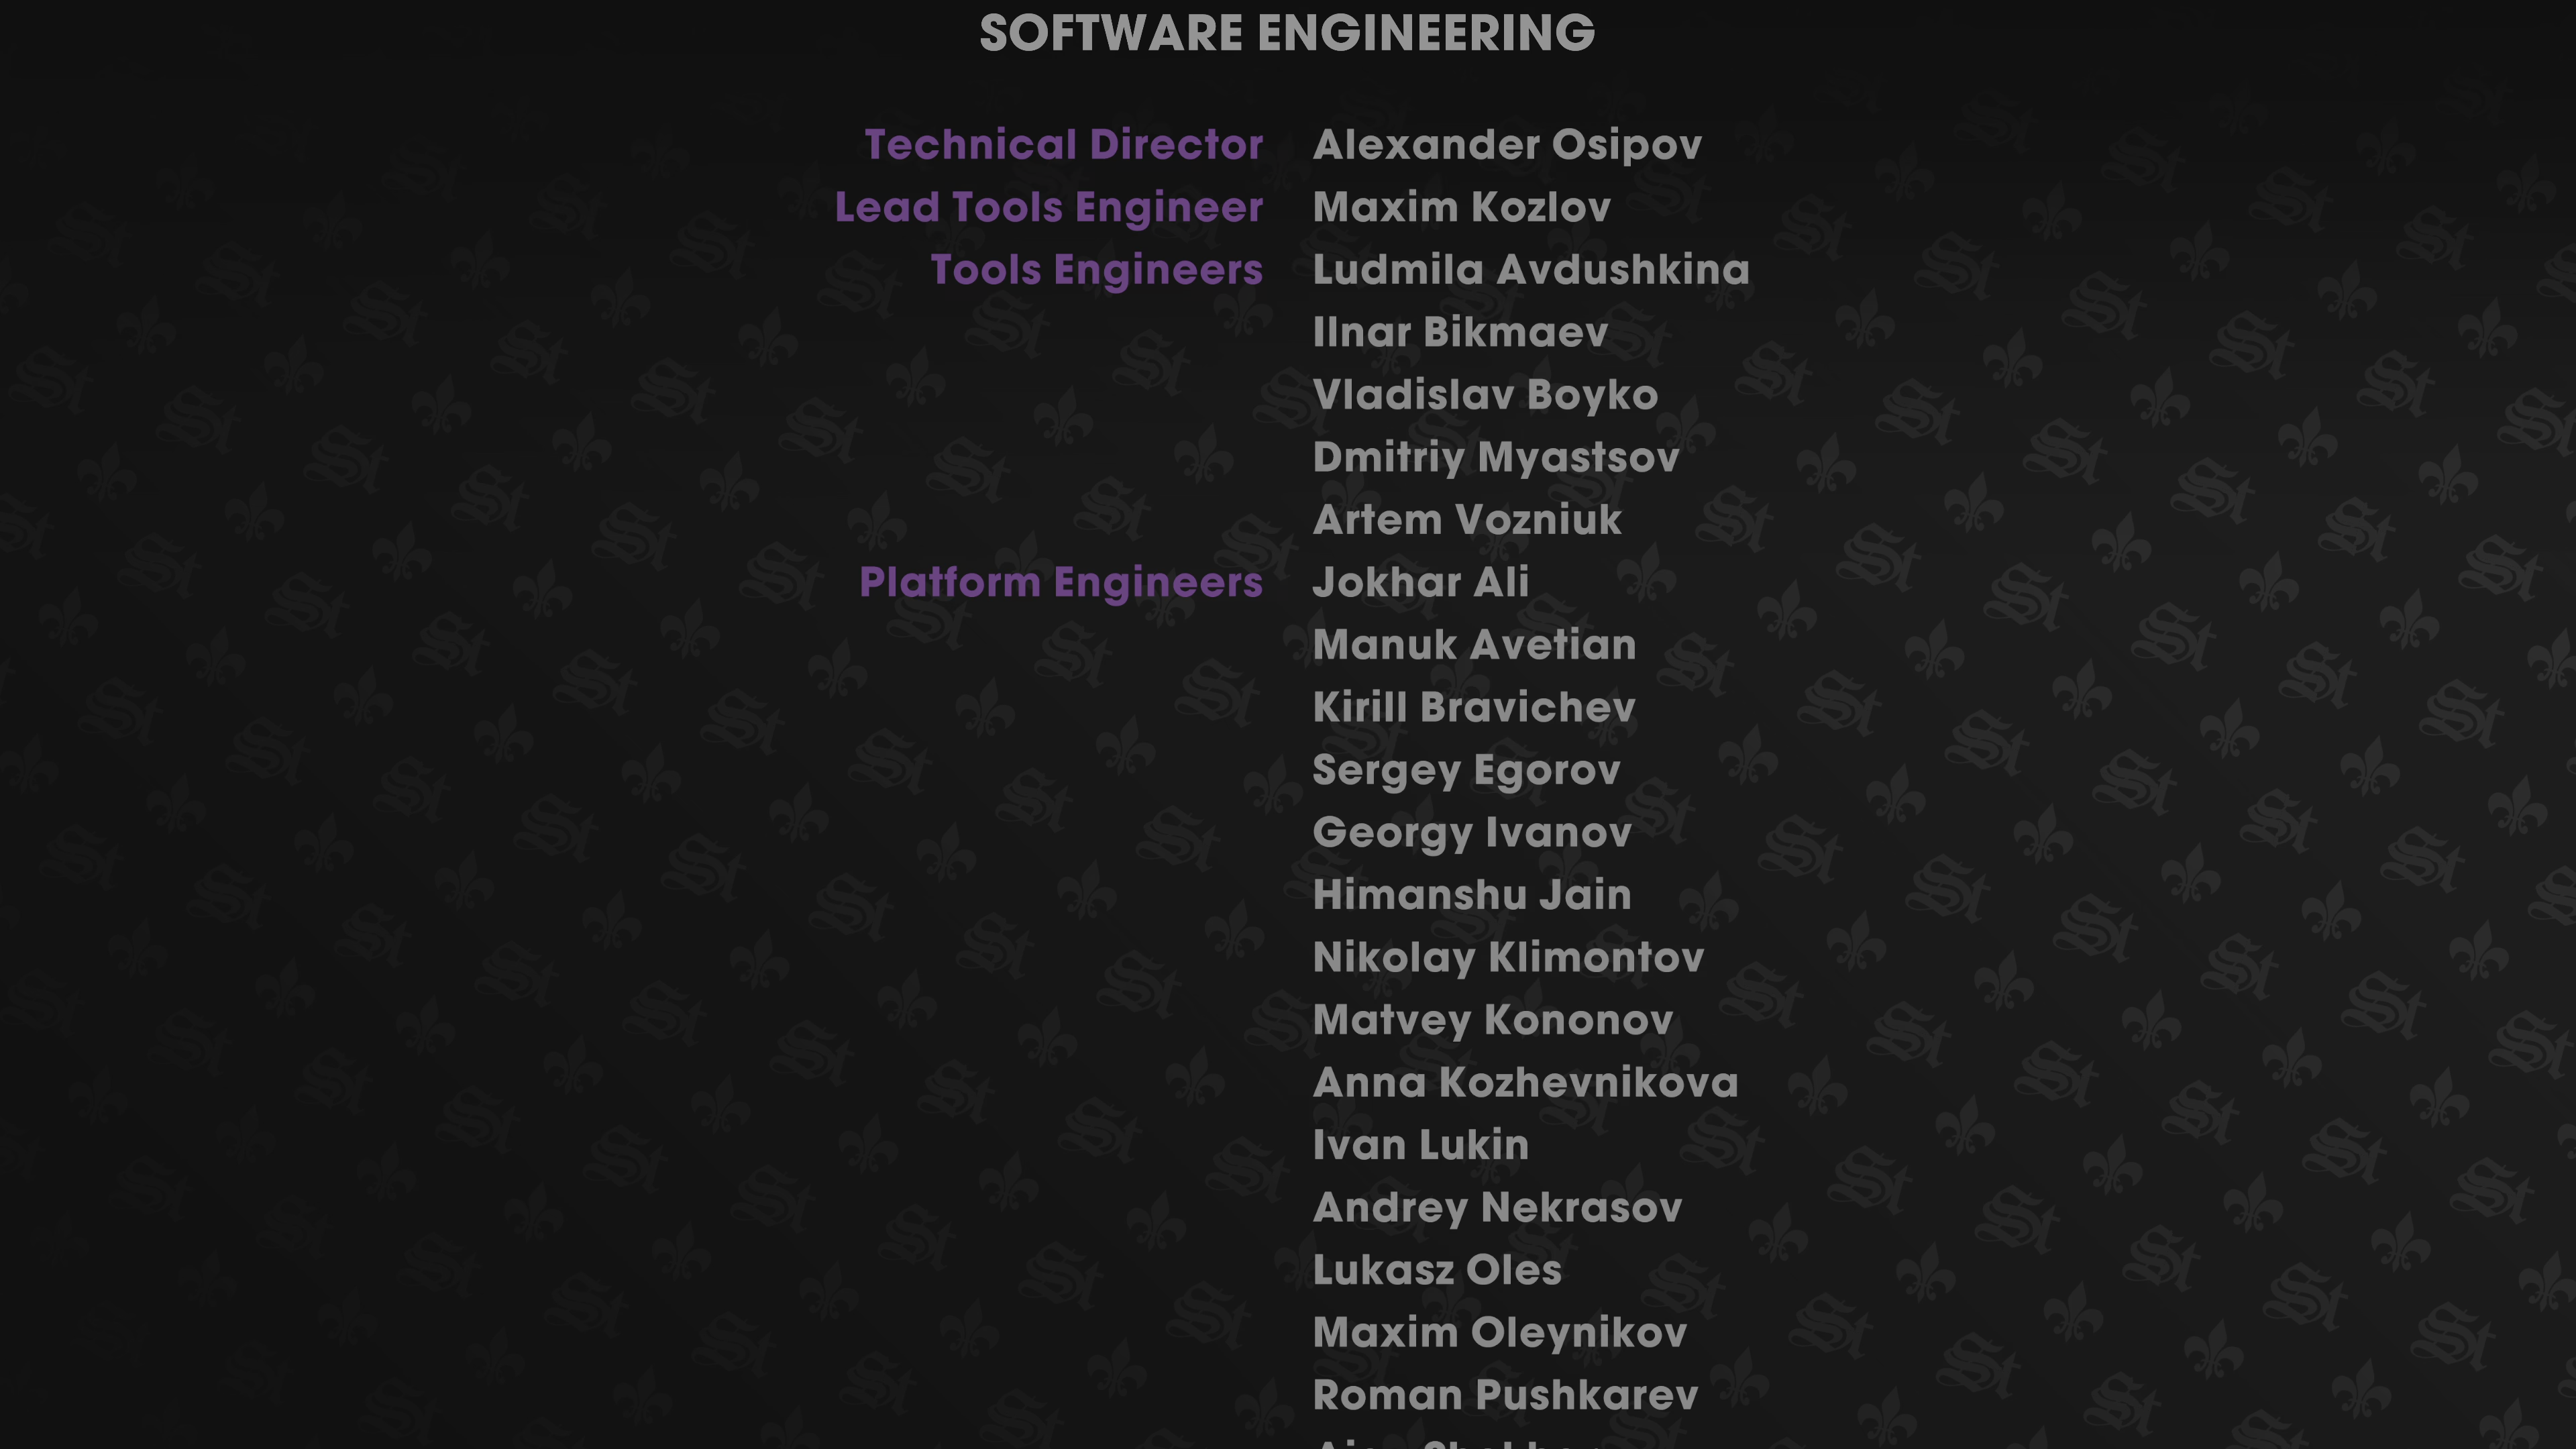 SOFTWARE ENGINEERING
Technical Director Alexander Osipov
Lead Tools Engineer Maxim Kozlov
Tools Engineers Ludmila Avdushkina
Ilnar Bikmaev
Vladislav Boyko
Dmitriy Myastsov
Artem Vozniuk
Platform Engineers Jokhar Ali
Manuk Avetian
Kirill Bravichev
Sergey Egorov
Georgy Ivanov
Himanshu Jain
Nikolay Klimontov
Matvey Kononov
Anna Kozhevnikova
Ivan Lukin
Andrey Nekrasov
Lukasz Oles
Maxim Oleynikov
Roman Pushkarev